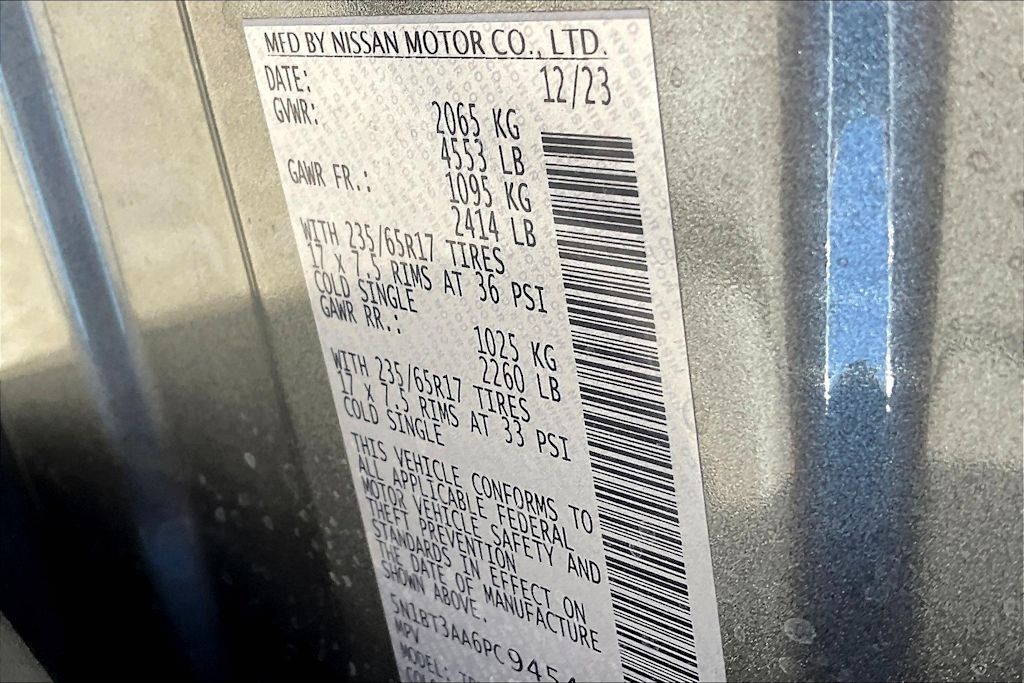 MFD BY NISSAN MOTOR CO., LTD.
DATE: 12/23
GVWR: 2065 KG
4553 LB
GAWR FR.: 1095 KG
2414 LB
WITH 235/65R17 TIRES
17 X 7.5 RIMS AT 36 PSI
COLD SINGLE
GAWR RR.: 1025 KG
2260 LB
WITH 235/65R17 TIRES
17 X 7.5 RIMS AT 33 PSI
COLD SINGLE
THIS VEHICLE CONFORMS TO
ALL APPLICABLE FEDERAL
MOTOR VEHICLE SAFETY AND
THEFT PREVENTION
STANDARDS IN EFFECT ON
THE DATE OF MANUFACTURE
SHOWN ABOVE.
5N1BT3AA6PC945
MPV
MODEL: